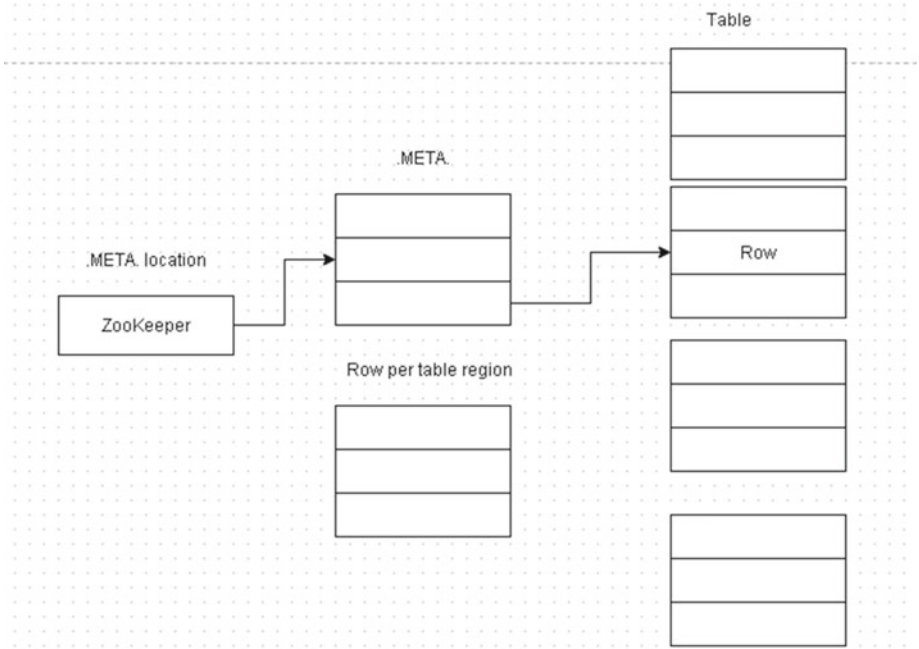 Table
.META.
.META. location
Row
ZooKeeper
Row per table region